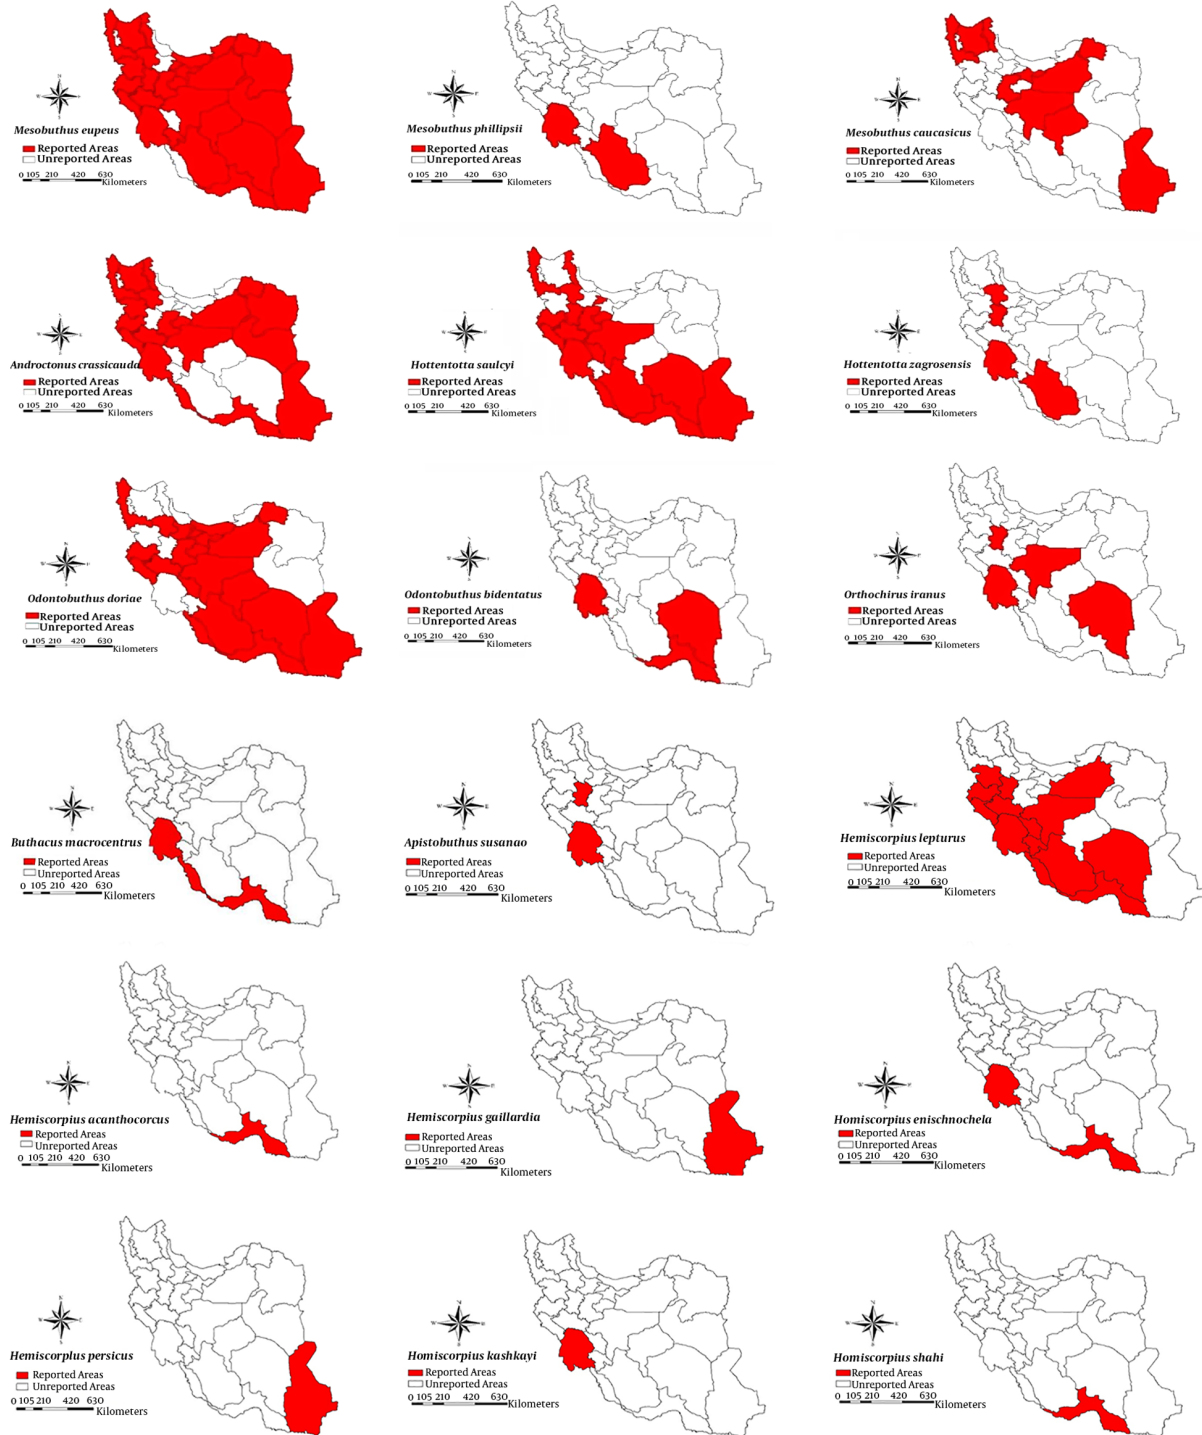 Mesobuthus eupeus
Reported Areas
Unreported Areas
0 105 210 420 630
Kilometers
Mesobuthus phillipsii
Reported Areas
Unreported Areas
0 105 210 420 630
Kilometers
Mesobuthus caucasicus
Reported Areas
Unreported Areas
0 105 210 420 630
Kilometers
Androctonus crassicauda
Reported Areas
Unreported Areas
0 105 210 420 630
Kilometers
Hottentotta saulcyi
Reported Areas
Unreported Areas
0 105 210 420 630
Kilometers
Hottentotta zagrosensis
Reported Areas
Unreported Areas
0 105 210 420 630
Kilometers
Odontobuthus doriae
Reported Areas
Unreported Areas
0 105 210 420 630
Kilometers
Odontobuthus bidentatus
Reported Areas
Unreported Areas
0 105 210 420 630
Kilometers
Orthochirus iranus
Reported Areas
Unreported Areas
0 105 210 420 630
Kilometers
Buthacus macrocentrus
Reported Areas
Unreported Areas
0 105 210 420 630
Kilometers
Apistobuthus susanao
Reported Areas
Unreported Areas
0 105 210 420 630
Kilometers
Hemiscorpius lepturus
Reported Areas
Unreported Areas
0 105 210 420 630
Kilometers
Hemiscorpius acanthocorcus
Reported Areas
Unreported Areas
0 105 210 420 630
Kilometers
Hemiscorpius gaillardia
Reported Areas
Unreported Areas
0 105 210 420 630
Kilometers
Homiscorpius enischnochela
Reported Areas
Unreported Areas
0 105 210 420 630
Kilometers
Hemiscorplus persicus
Reported Areas
Unreported Areas
0 105 210 420 630
Kilometers
Homiscorpius kashkayi
Reported Areas
Unreported Areas
0 105 210 420 630
Kilometers
Homiscorpius shahi
Reported Areas
Unreported Areas
0 105 210 420 630
Kilometers